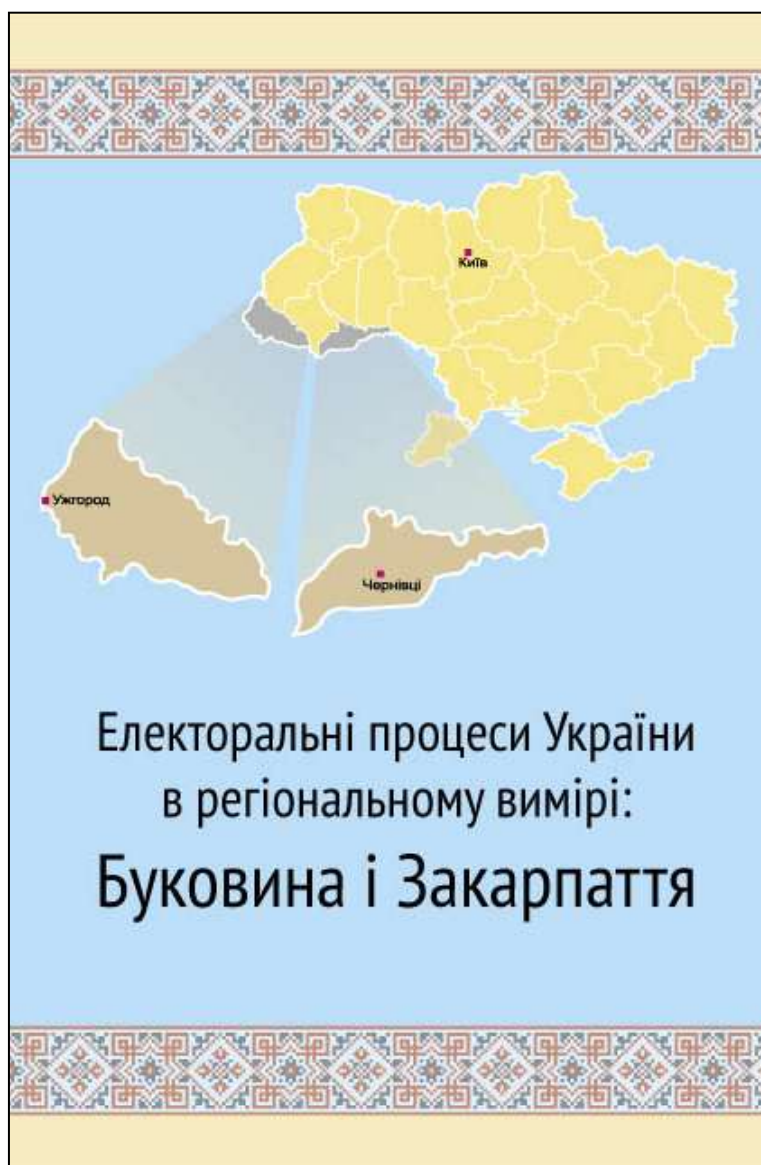 Київ
Ужгород
Чернівці
Електоральні процеси України
в регіональному вимірі:
Буковина і Закарпаття